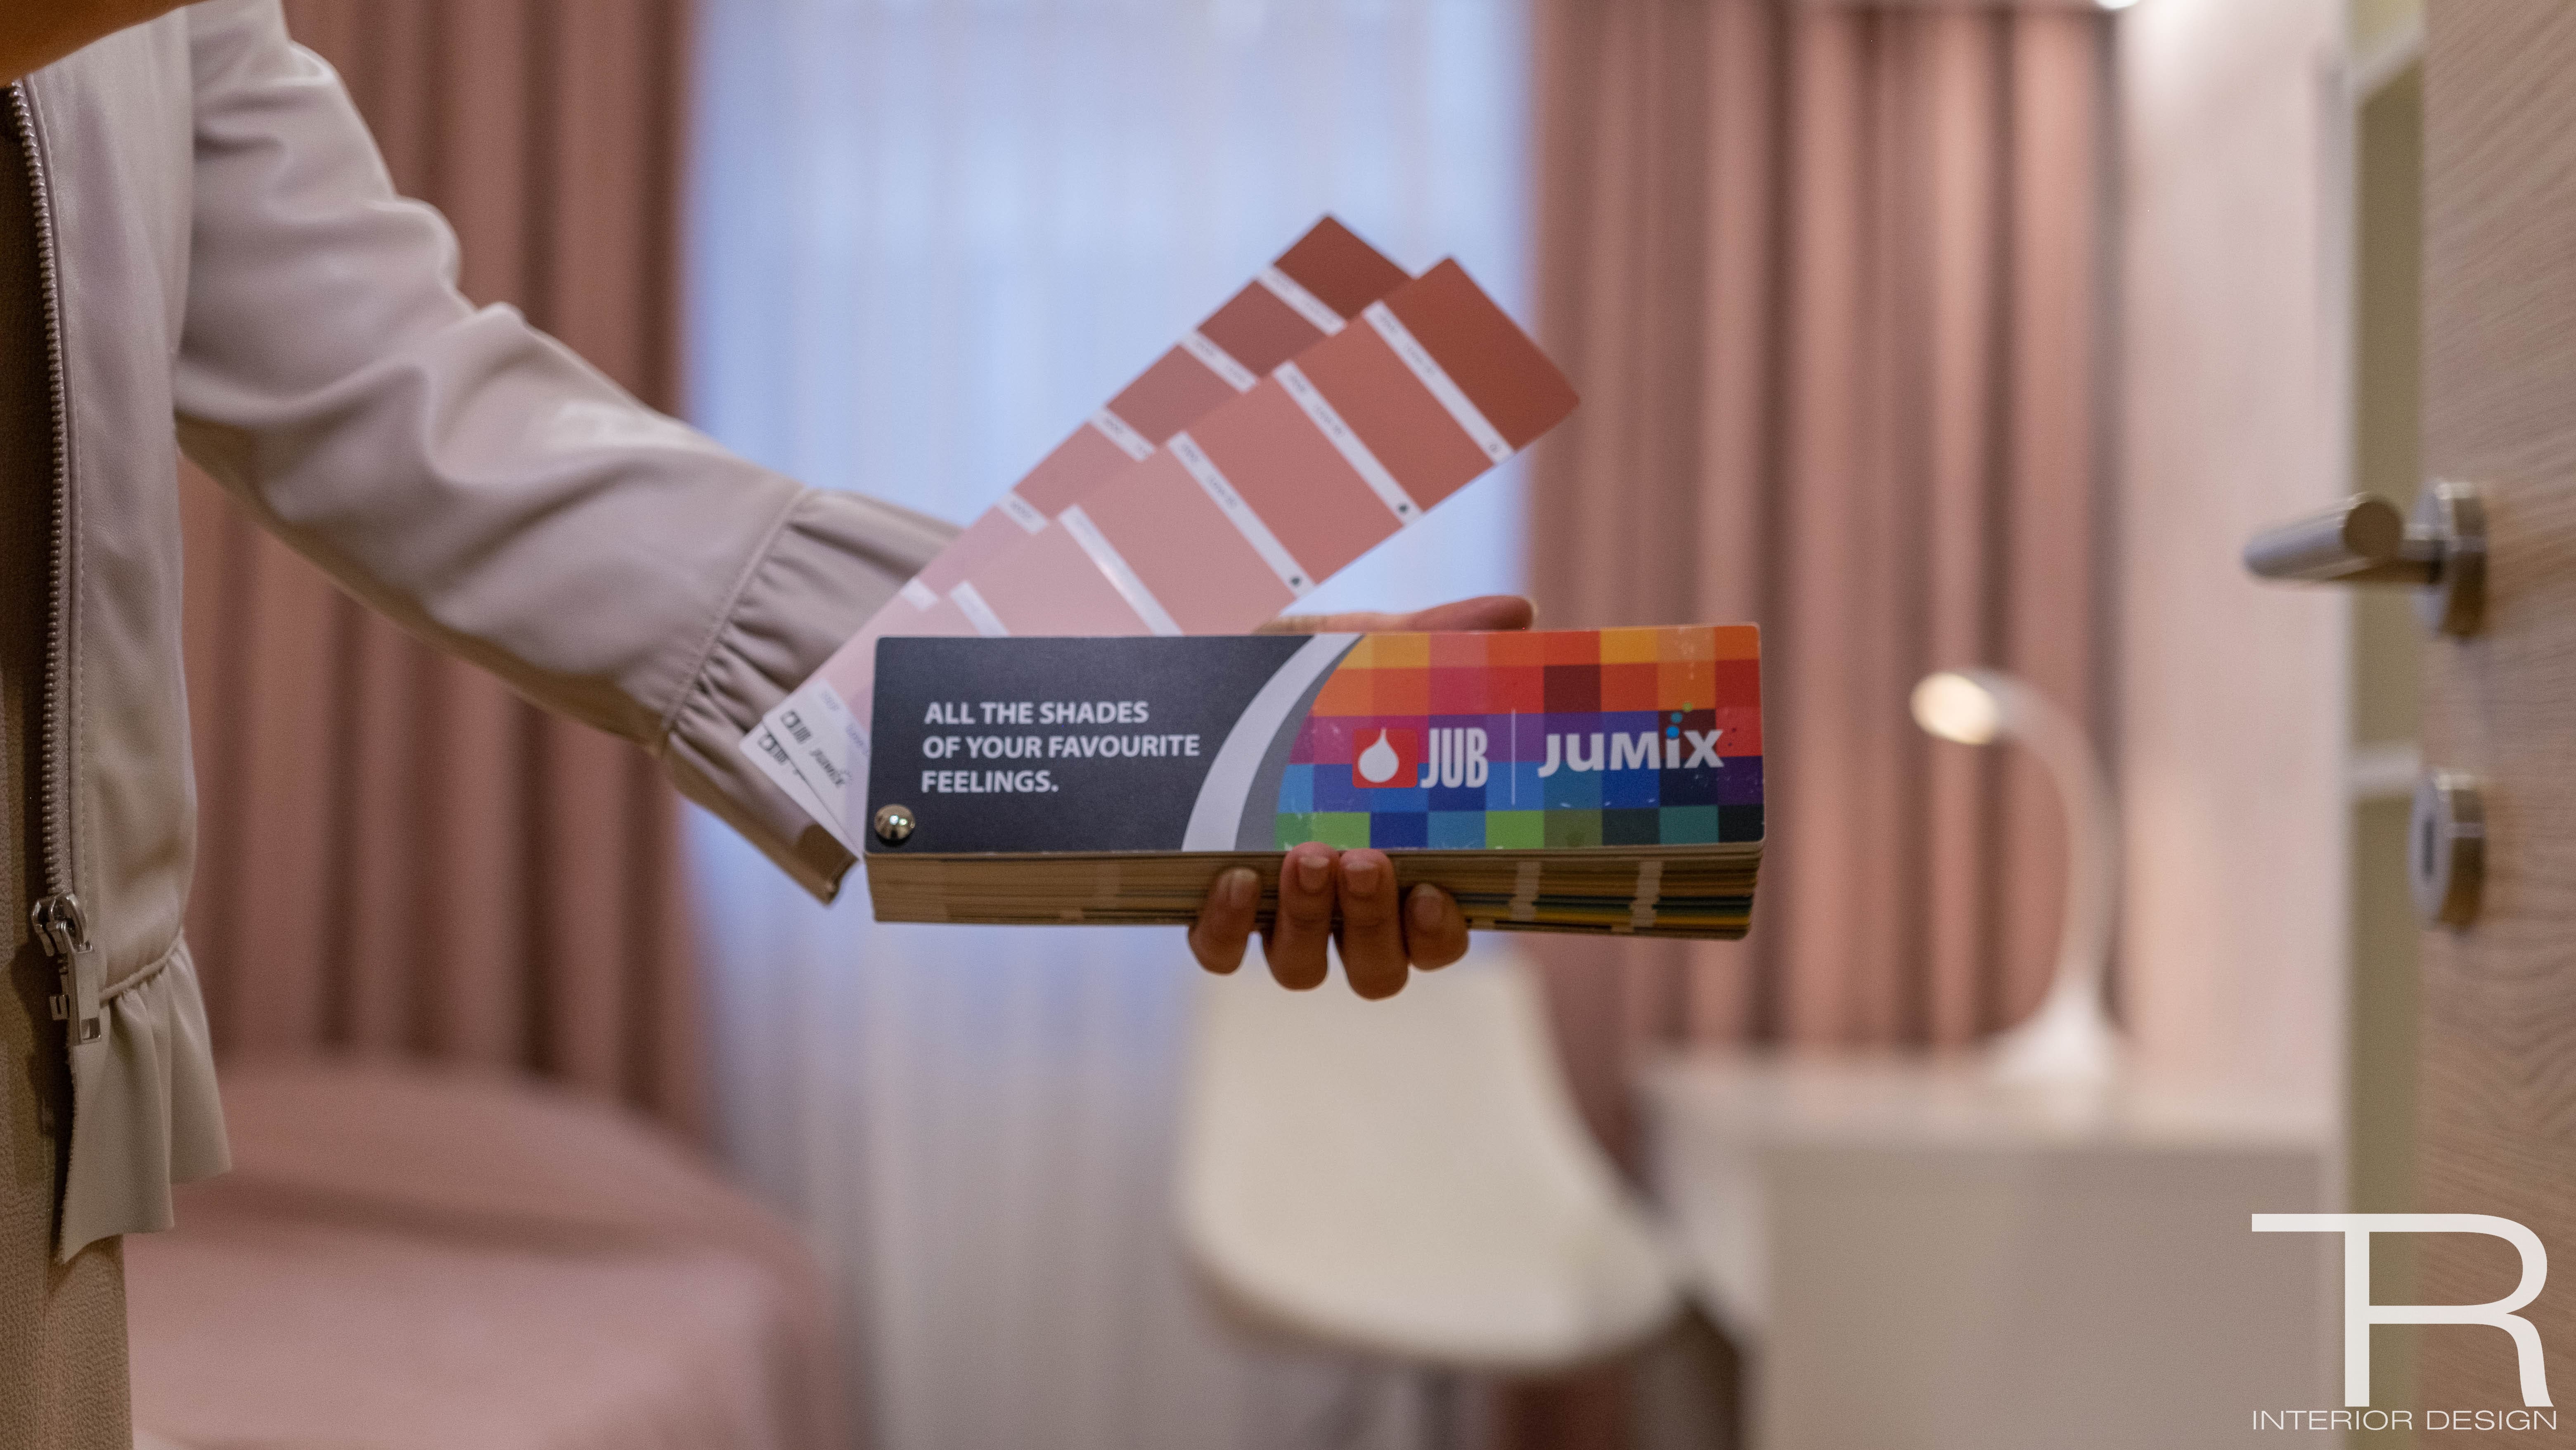 ALL THE SHADES
OF YOUR FAVOURITE
FEELINGS.
JUB JUMIX
TR
INTERIOR DESIGN